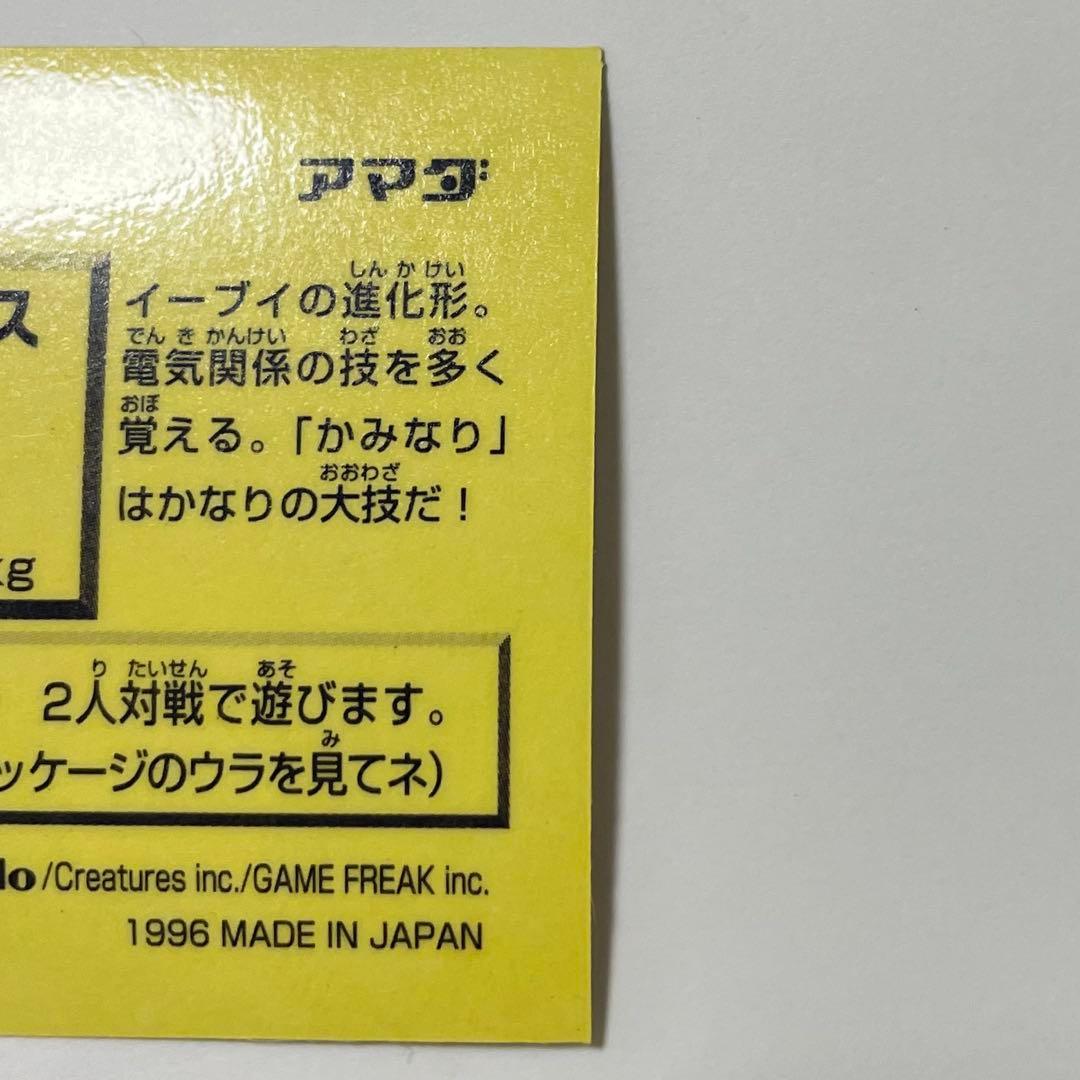 アマダ
ス
イーブイの進化形。
電気関係の技を多く
覚える。「かみなり」
はかなりの大技だ！
kg
2人対戦で遊びます。
ッケージのウラを見てネ）
do/Creatures inc./GAME FREAK inc.
1996 MADE IN JAPAN